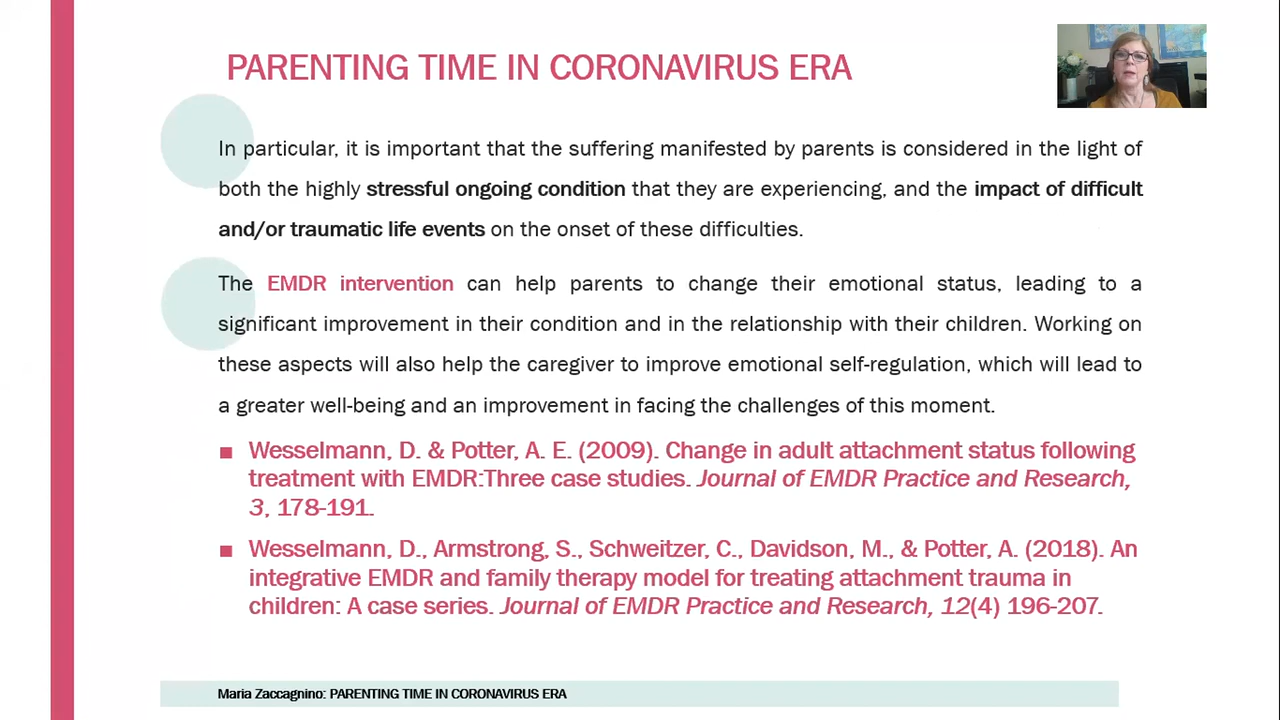 PARENTING TIME IN CORONAVIRUS ERA
In particular, it is important that the suffering manifested by parents is considered in the light of
both the highly stressful ongoing condition that they are experiencing, and the impact of difficult
and/or traumatic life events on the onset of these difficulties.
The EMDR intervention can help parents to change their emotional status, leading to a
significant improvement in their condition and in the relationship with their children. Working on
these aspects will also help the caregiver to improve emotional self-regulation, which will lead to
a greater well-being and an improvement in facing the challenges of this moment.
■ Wesselmann, D. & Potter, A. E. (2009). Change in adult attachment status following
treatment with EMDR:Three case studies. Journal of EMDR Practice and Research,
3, 178-191.
■ Wesselmann, D., Armstrong, S., Schweitzer, C., Davidson, M., & Potter, A. (2018). An
integrative EMDR and family therapy model for treating attachment trauma in
children: A case series. Journal of EMDR Practice and Research, 12(4) 196-207.
Maria Zaccagnino: PARENTING TIME IN CORONAVIRUS ERA